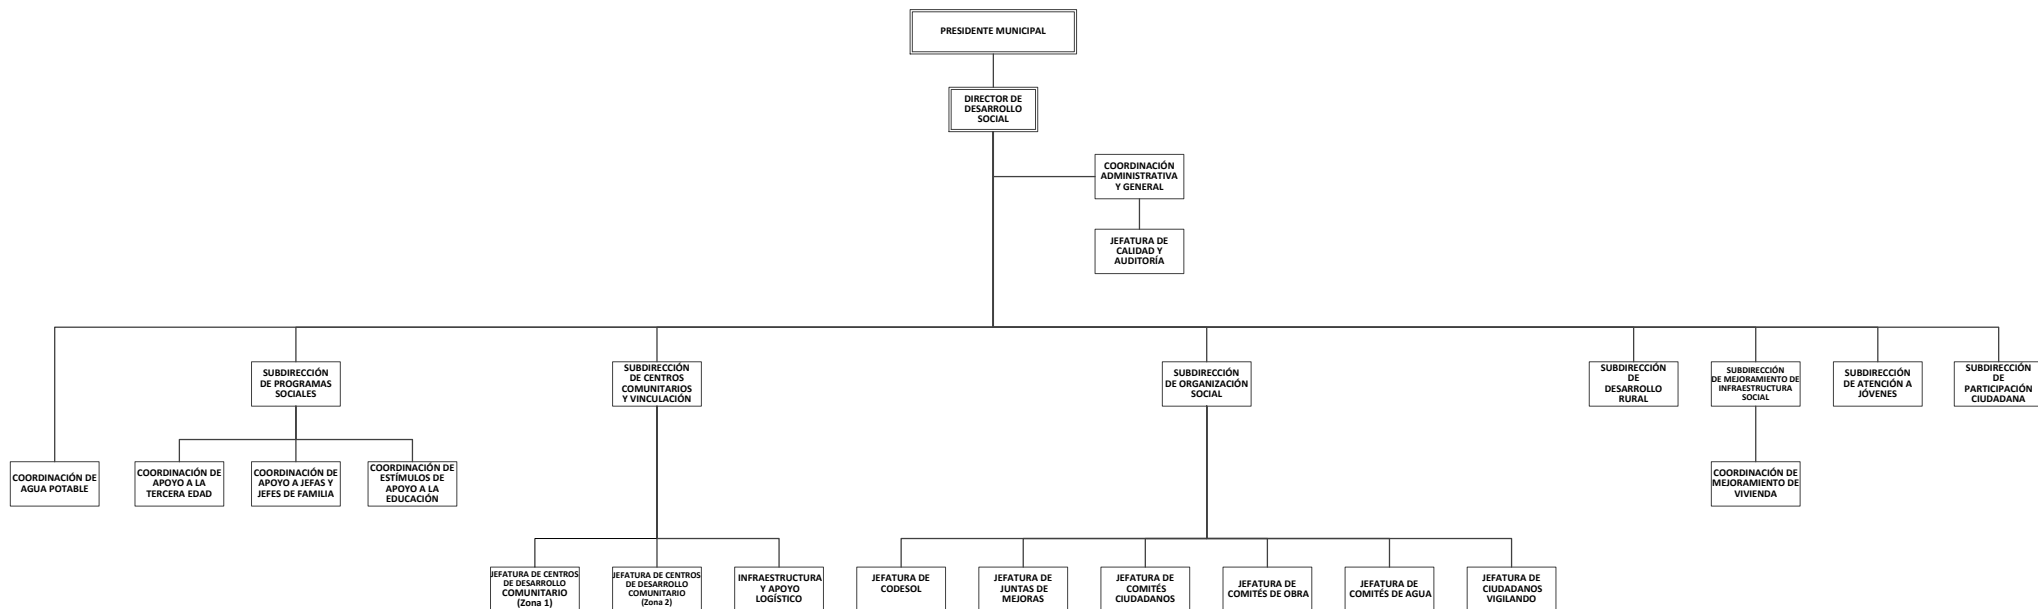 PRESIDENTE MUNICIPAL
DIRECTOR DE
DESARROLLO
SOCIAL
COORDINACIÓN
ADMINISTRATIVA
Y GENERAL
JEFATURA DE
CALIDAD Y
AUDITORÍA
SUBDIRECCIÓN
DE PROGRAMAS
SOCIALES
SUBDIRECCIÓN
DE CENTROS
COMUNITARIOS
Y VINCULACIÓN
SUBDIRECCIÓN
DE ORGANIZACIÓN
SOCIAL
SUBDIRECCIÓN
DE
DESARROLLO
RURAL
SUBDIRECCIÓN
DE MEJORAMIENTO DE
INFRAESTRUCTURA
SOCIAL
SUBDIRECCIÓN
DE ATENCIÓN A
JÓVENES
SUBDIRECCIÓN
DE
PARTICIPACIÓN
CIUDADANA
COORDINACIÓN DE
AGUA POTABLE
COORDINACIÓN DE
APOYO A LA
TERCERA EDAD
COORDINACIÓN DE
APOYO A JEFAS Y
JEFES DE FAMILIA
COORDINACIÓN DE
ESTÍMULOS DE
APOYO A LA
EDUCACIÓN
COORDINACIÓN DE
MEJORAMIENTO DE
VIVIENDA
JEFATURA DE CENTROS
DE DESARROLLO
COMUNITARIO
(Zona 1)
JEFATURA DE CENTROS
DE DESARROLLO
COMUNITARIO
(Zona 2)
INFRAESTRUCTURA
Y APOYO
LOGÍSTICO
JEFATURA DE
CODESOL
JEFATURA DE
JUNTAS DE
MEJORAS
JEFATURA DE
COMITÉS
CIUDADANOS
JEFATURA DE
COMITÉS DE OBRA
JEFATURA DE
COMITÉS DE AGUA
JEFATURA DE
CIUDADANOS
VIGILANDO